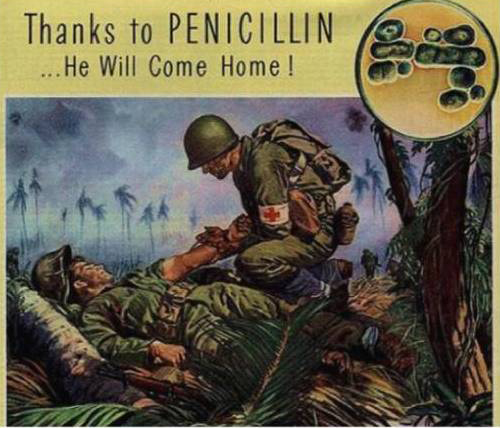 Thanks to PENICILLIN
...He Will Come Home!